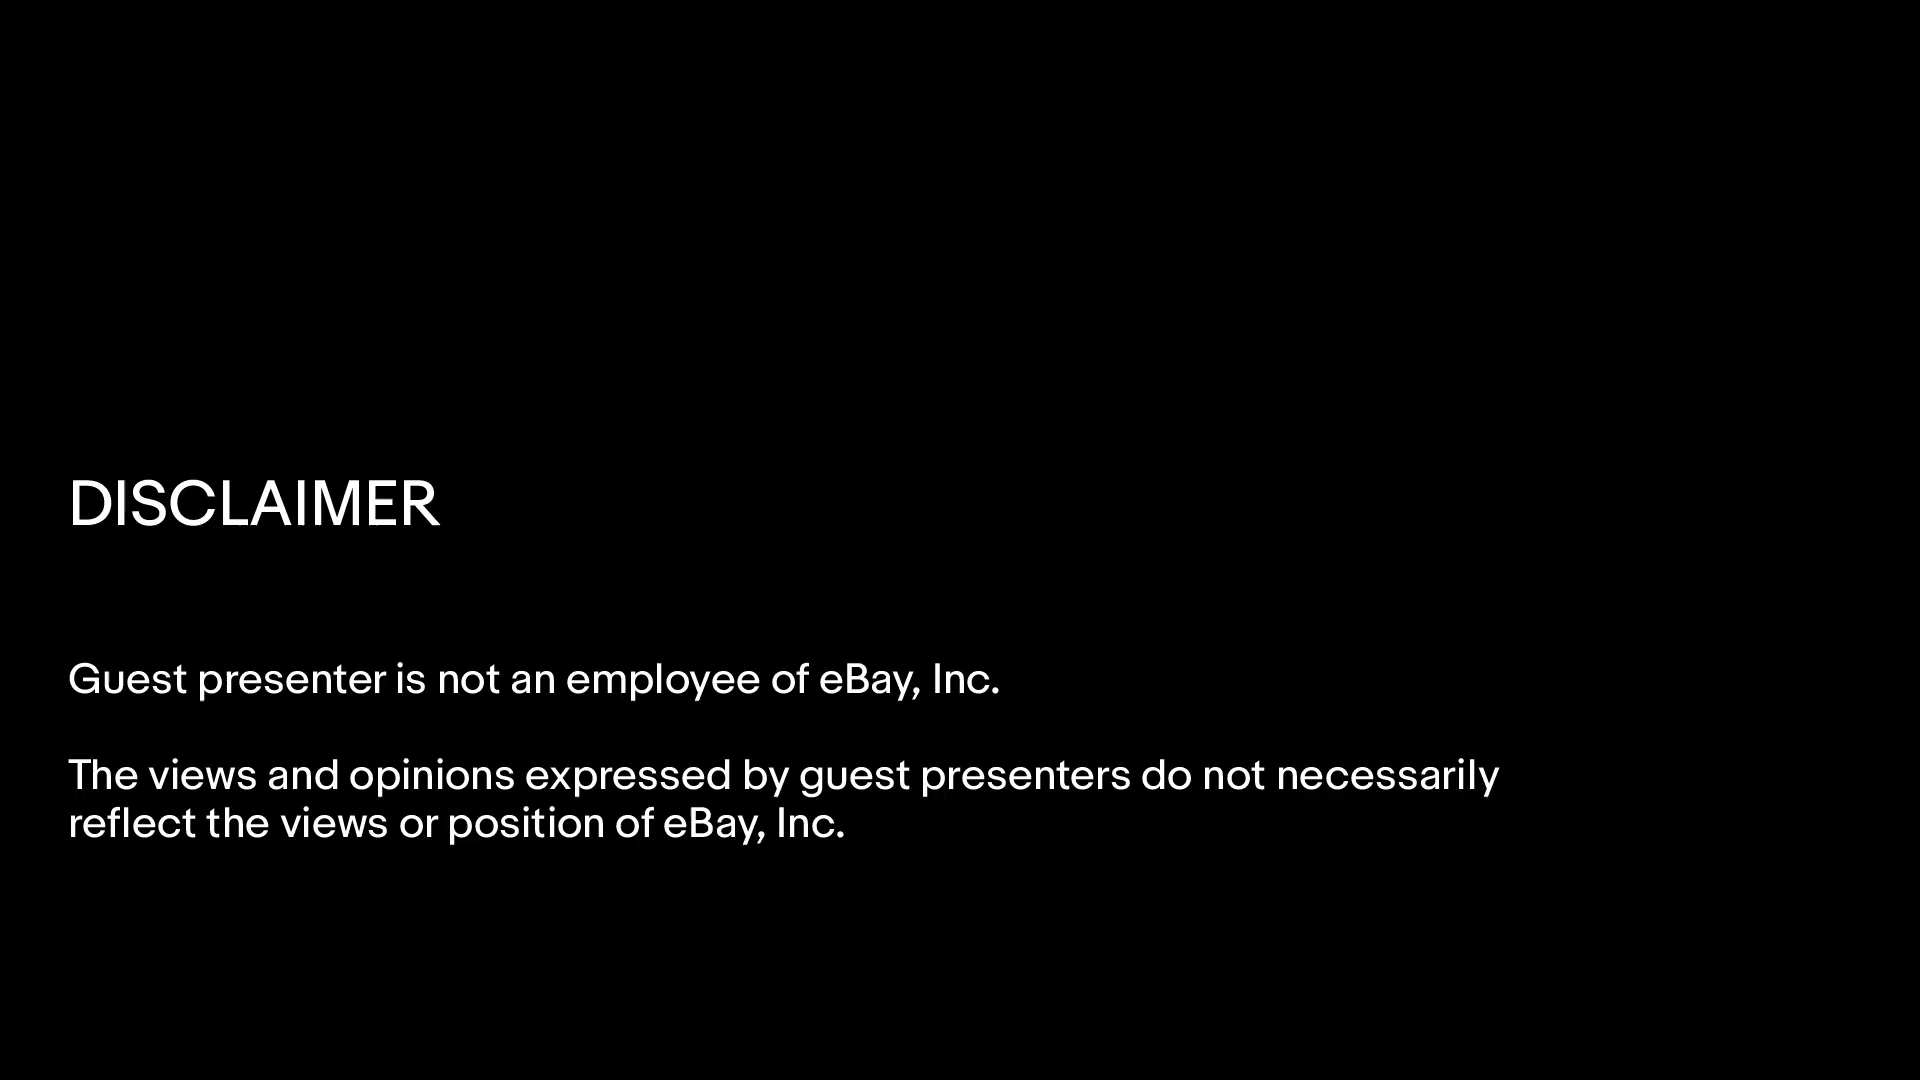 DISCLAIMER
Guest presenter is not an employee of eBay, Inc.
The views and opinions expressed by guest presenters do not necessarily
reflect the views or position of eBay, Inc.